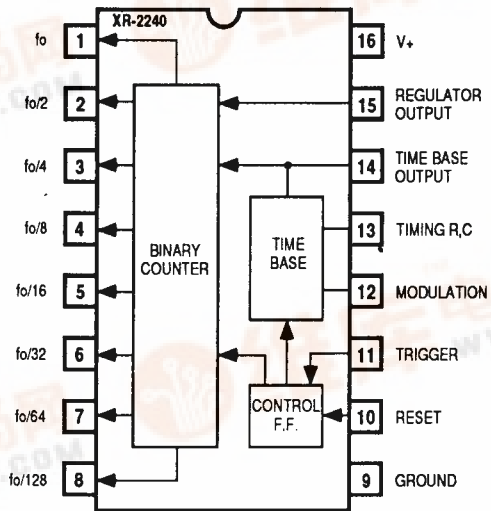 XR-2240
fo 1
16 V+
fo/2 2
15 REGULATOR
OUTPUT
fo/4 3
14 TIME BASE
OUTPUT
fo/8 4
13 TIMING R,C
BINARY
COUNTER
TIME
BASE
fo/16 5
12 MODULATION
fo/32 6
11 TRIGGER
CONTROL
F.F.
fo/64 7
10 RESET
fo/128 8
9 GROUND